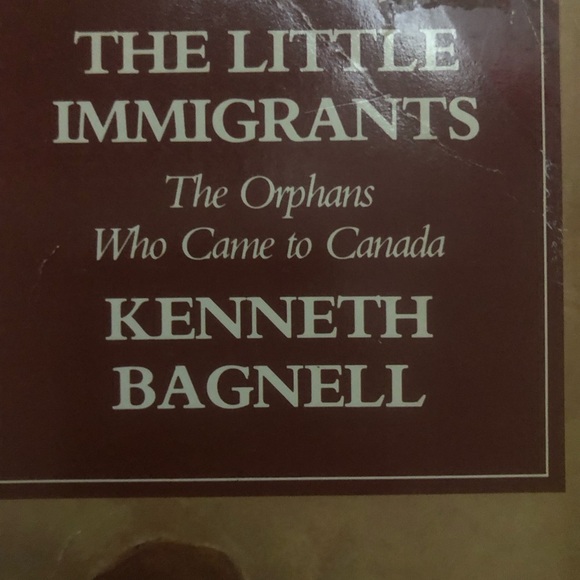 THE LITTLE
IMMIGRANTS
The Orphans
Who Came to Canada
KENNETH
BAGNELL